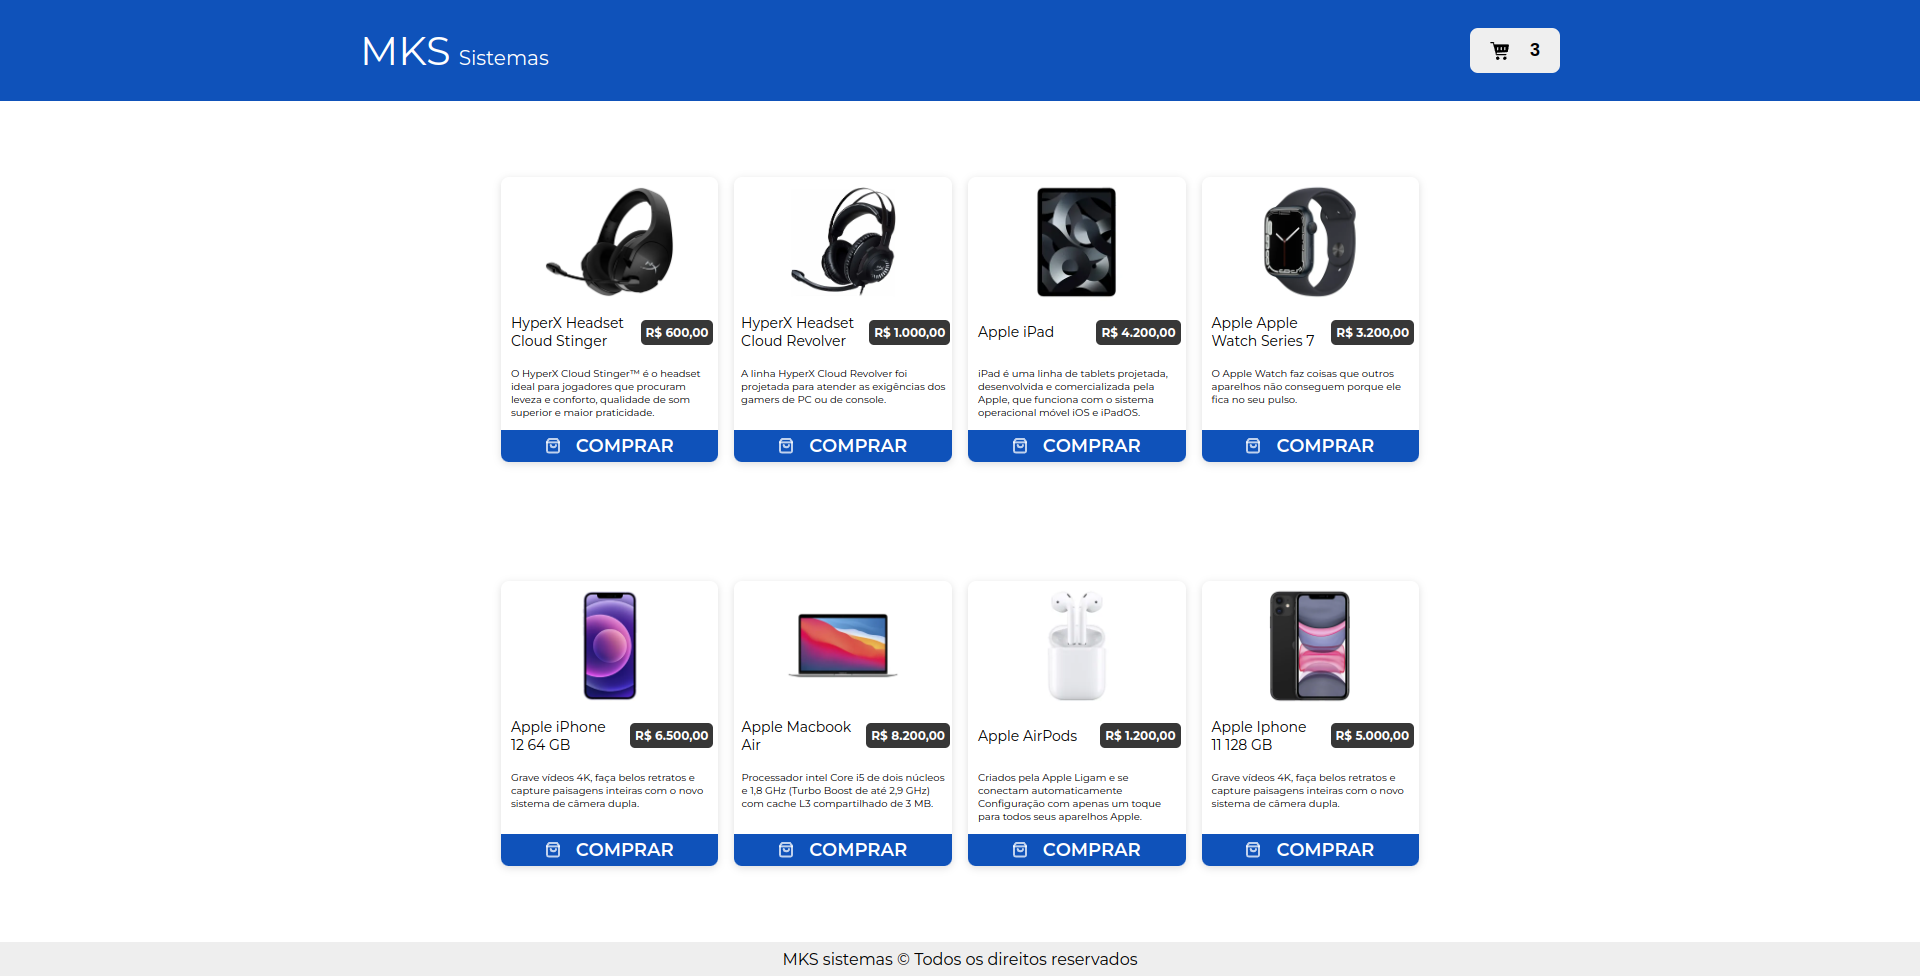 MKS Sistemas
3
HyperX Headset
Cloud Stinger
R$ 600,00
O HyperX Cloud Stinger™ é o headset
ideal para jogadores que procuram
leveza e conforto, qualidade de som
superior e maior praticidade.
COMPRAR
HyperX Headset
Cloud Revolver
R$ 1.000,00
A linha HyperX Cloud Revolver foi
projetada para atender as exigências dos
gamers de PC ou de console.
COMPRAR
Apple iPad
R$ 4.200,00
iPad é uma linha de tablets projetada,
desenvolvida e comercializada pela
Apple, que funciona com o sistema
operacional móvel iOS e iPadOS.
COMPRAR
Apple Apple
Watch Series 7
R$ 3.200,00
O Apple Watch faz coisas que outros
aparelhos não conseguem porque ele
fica no seu pulso.
COMPRAR
Apple iPhone
12 64 GB
R$ 6.500,00
Grave vídeos 4K, faça belos retratos e
capture paisagens inteiras com o novo
sistema de câmera dupla.
COMPRAR
Apple Macbook
Air
R$ 8.200,00
Processador intel Core i5 de dois núcleos
e 1,8 GHz (Turbo Boost de até 2,9 GHz)
com cache L3 compartilhado de 3 MB.
COMPRAR
Apple AirPods
R$ 1.200,00
Criados pela Apple Ligam e se
conectam automaticamente
Configuração com apenas um toque
para todos seus aparelhos Apple.
COMPRAR
Apple Iphone
11 128 GB
R$ 5.000,00
Grave vídeos 4K, faça belos retratos e
capture paisagens inteiras com o novo
sistema de câmera dupla.
COMPRAR
MKS sistemas © Todos os direitos reservados